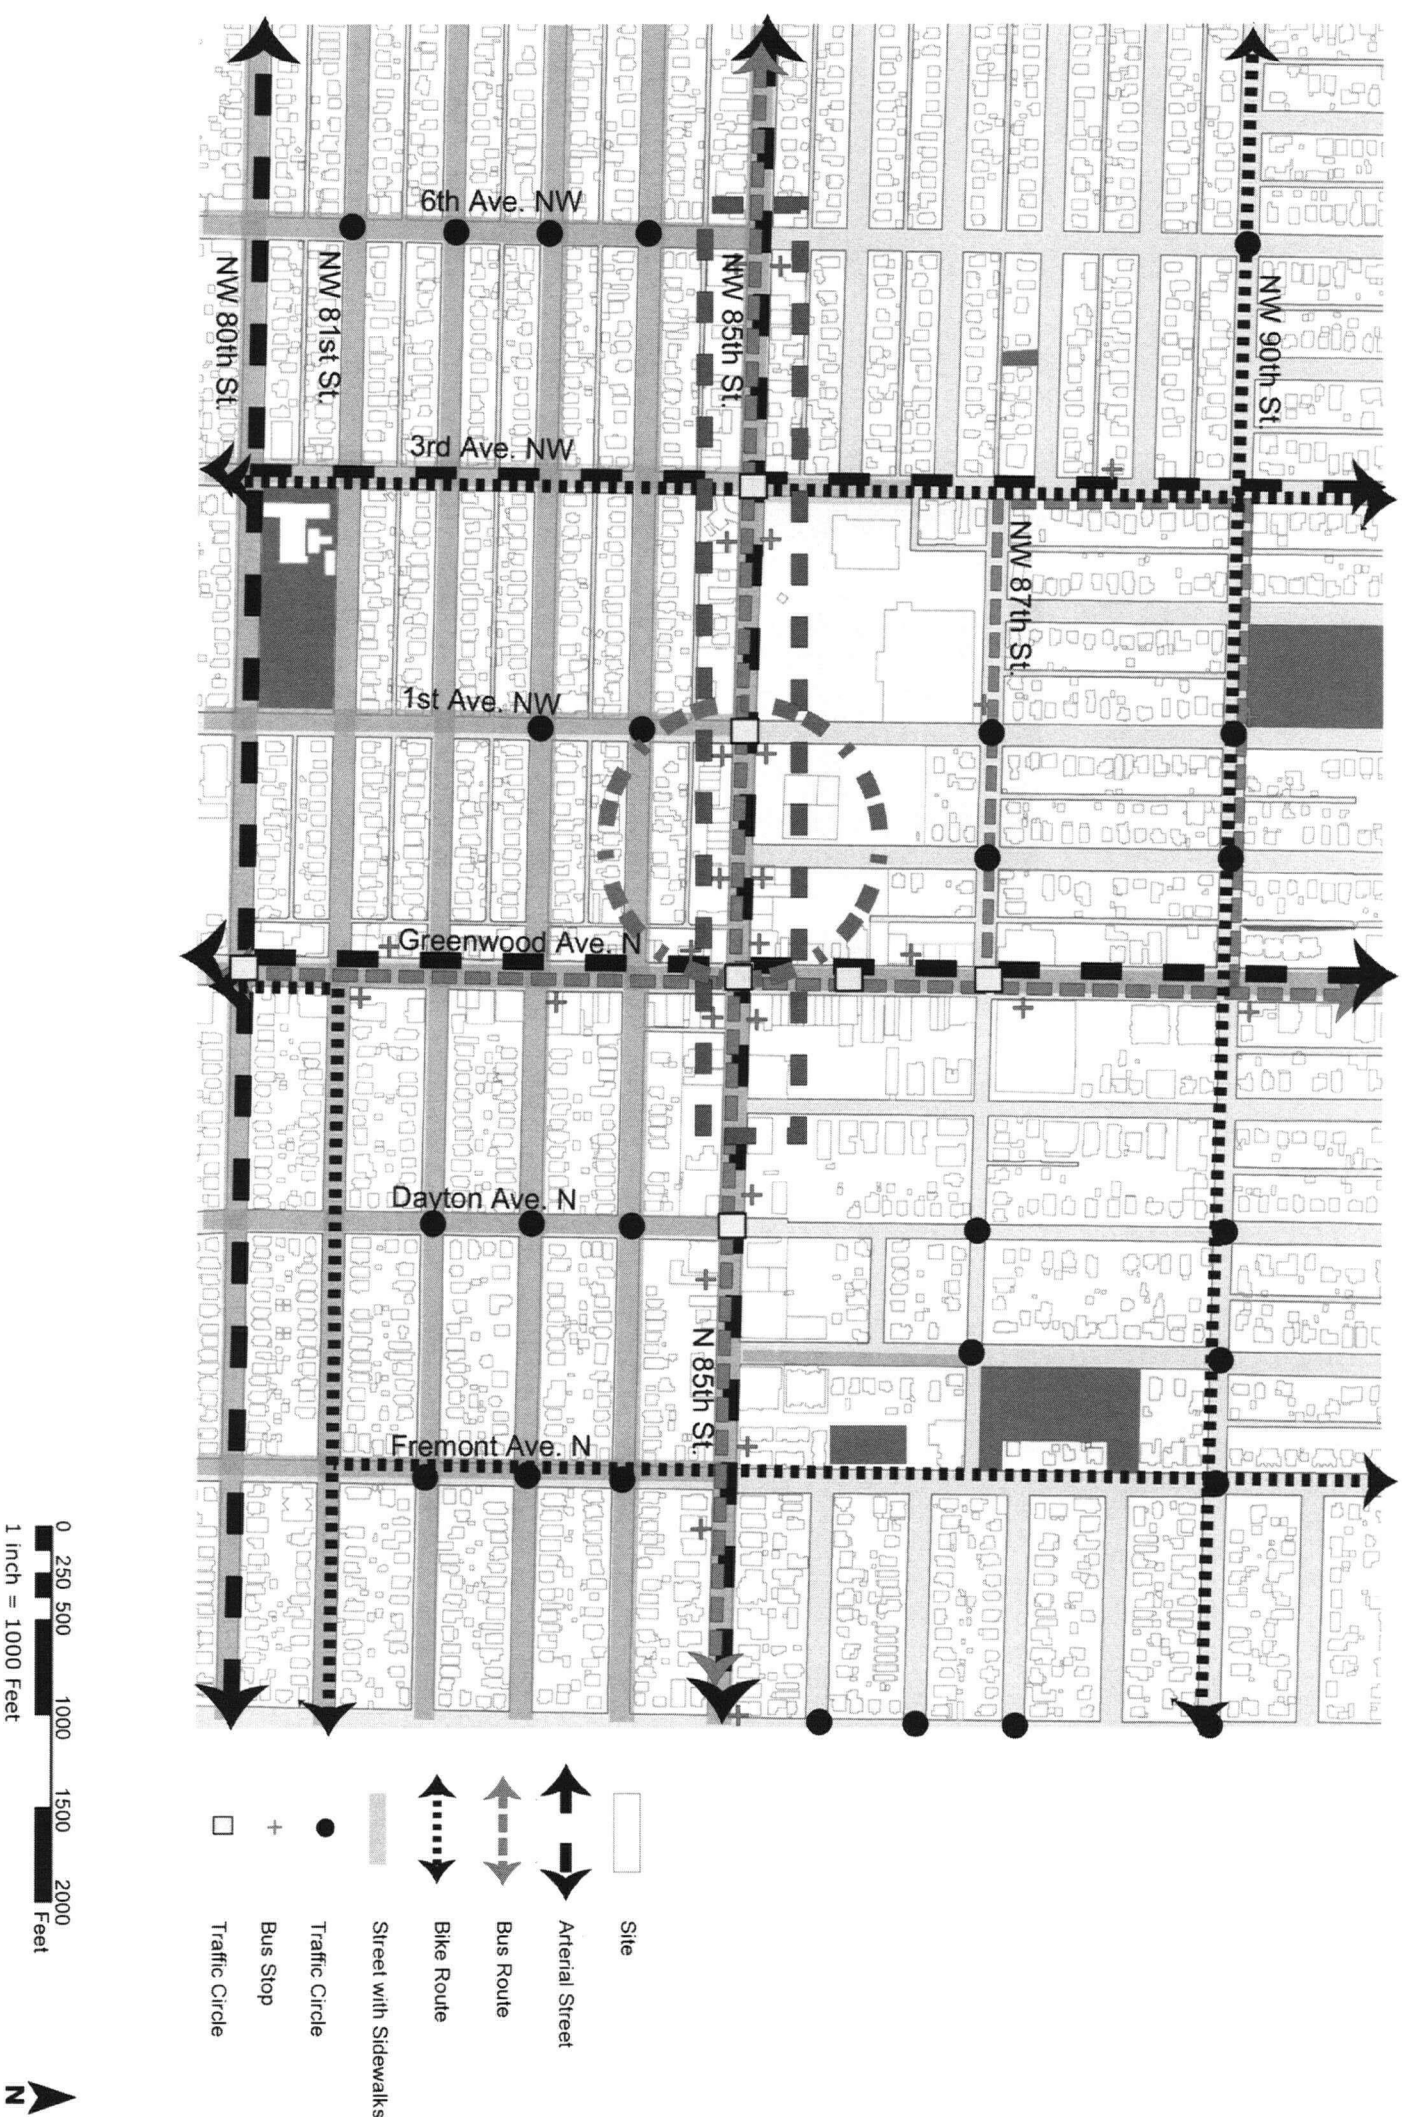 6th Ave. NW
NW 80th St.
NW 81st St.
NW 85th St.
NW 90th St.
3rd Ave. NW
NW 87th St.
1st Ave. NW
Greenwood Ave. N
Dayton Ave. N
N 85th St.
Fremont Ave. N
Site
Arterial Street
Bus Route
Bike Route
Street with Sidewalks
Traffic Circle
Bus Stop
Traffic Circle
0 250 500 1000 1500 2000
Feet
1 inch = 1000 Feet
N